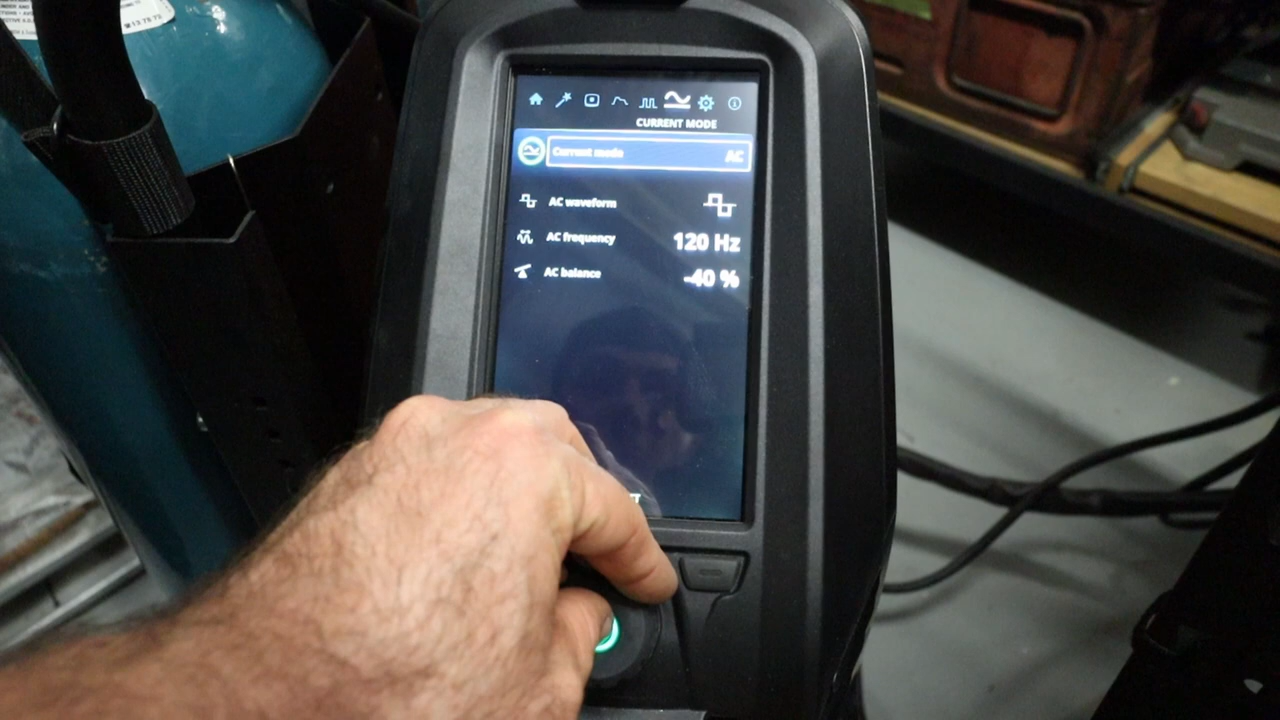 CURRENT MODE
Current mode AC
AC waveform
AC frequency 120 Hz
AC balance -40 %